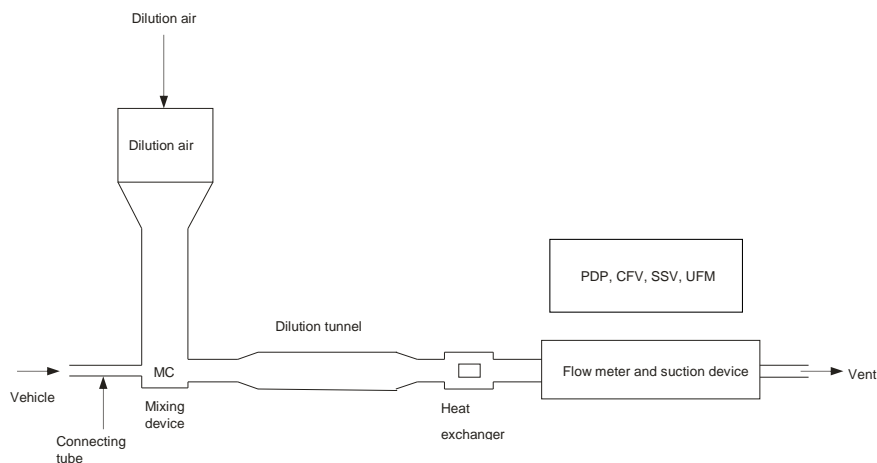 Dilution air
Dilution air
PDP, CFV, SSV, UFM
Dilution tunnel
MC
Flow meter and suction device
Vent
Vehicle
Mixing
device
Heat
exchanger
Connecting
tube